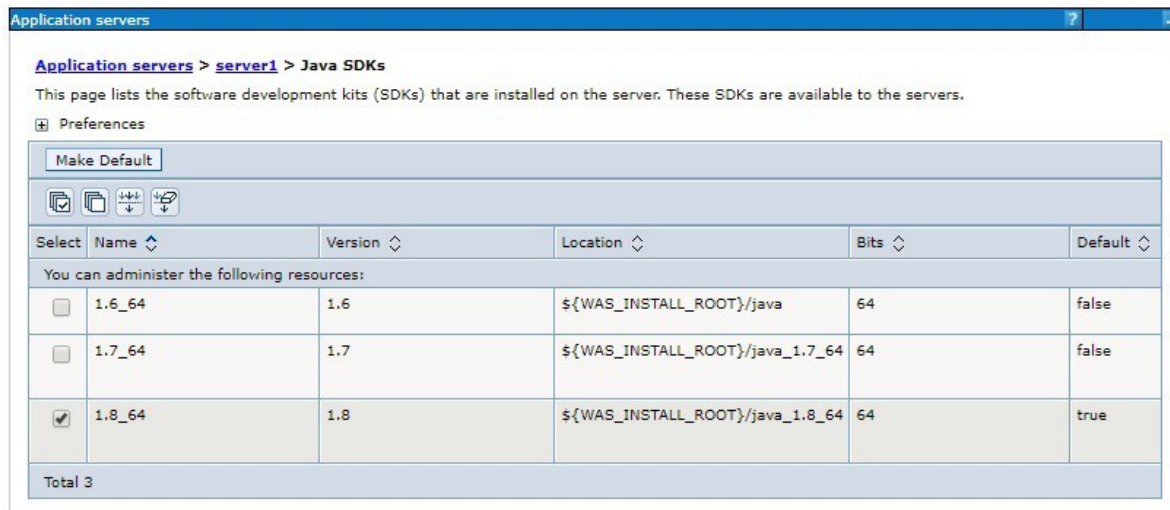 Application servers ?
Application servers > server1 > Java SDKs
This page lists the software development kits (SDKs) that are installed on the server. These SDKs are available to the servers.
Preferences
Make Default
Select Name Version Location Bits Default
You can administer the following resources:
1.6_64 1.6 ${WAS_INSTALL_ROOT}/java 64 false
1.7_64 1.7 ${WAS_INSTALL_ROOT}/java_1.7_64 64 false
1.8_64 1.8 ${WAS_INSTALL_ROOT}/java_1.8_64 64 true
Total 3